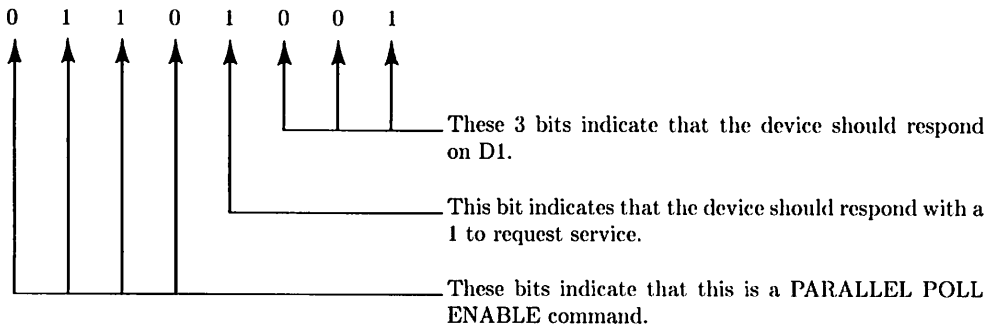 0 1 1 0 1 0 0 1
These 3 bits indicate that the device should respond
on D1.
This bit indicates that the device should respond with a
1 to request service.
These bits indicate that this is a PARALLEL POLL
ENABLE command.